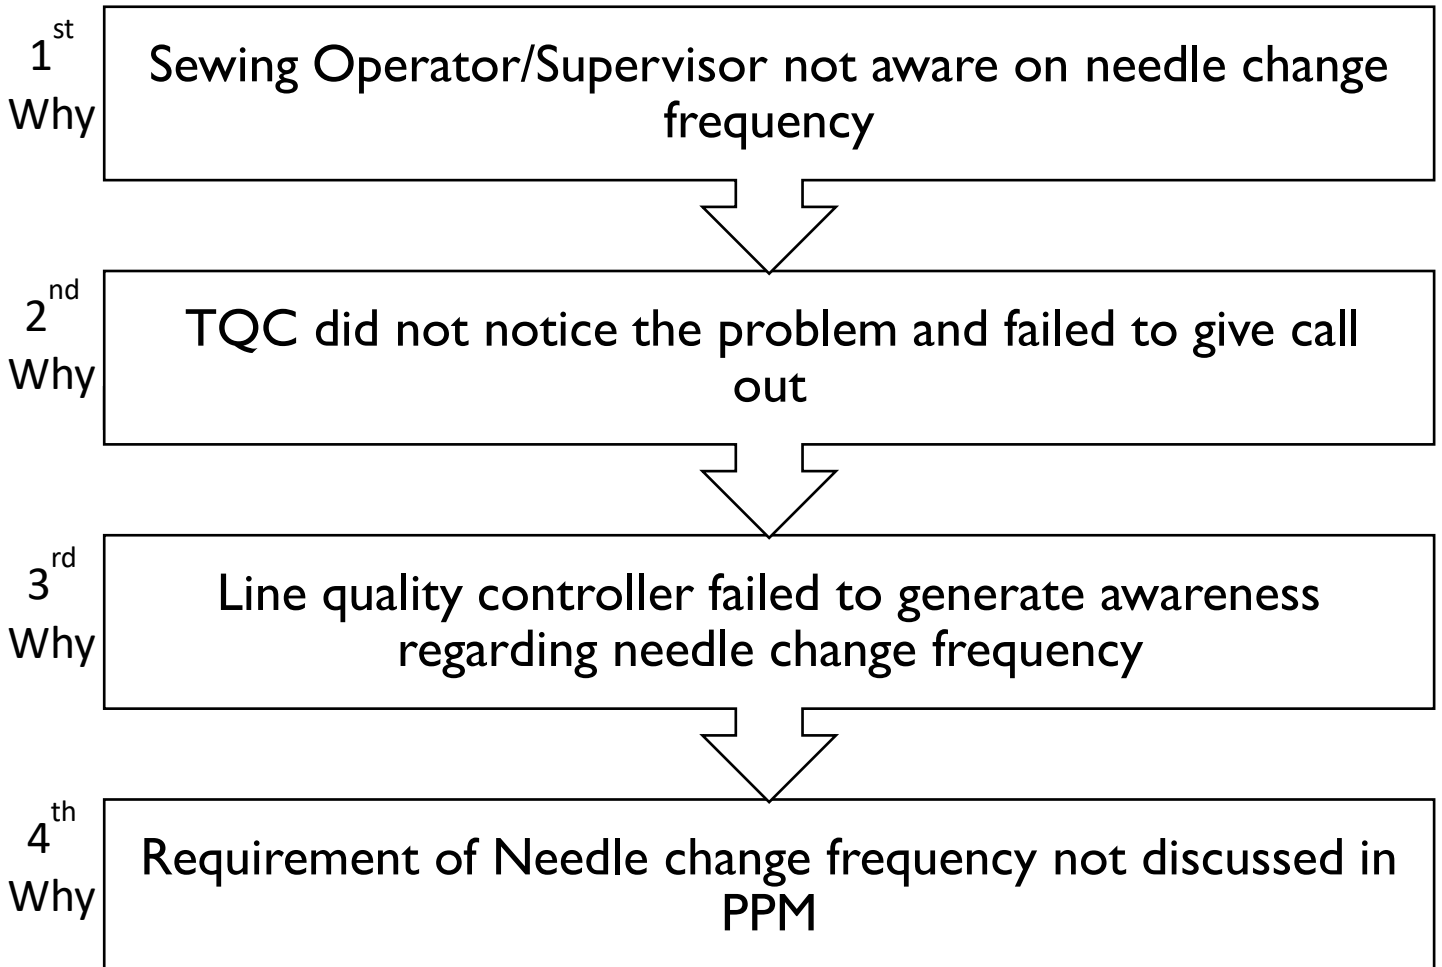 1st
Why
Sewing Operator/Supervisor not aware on needle change
frequency
2nd
Why
TQC did not notice the problem and failed to give call
out
3rd
Why
Line quality controller failed to generate awareness
regarding needle change frequency
4th
Why
Requirement of Needle change frequency not discussed in
PPM